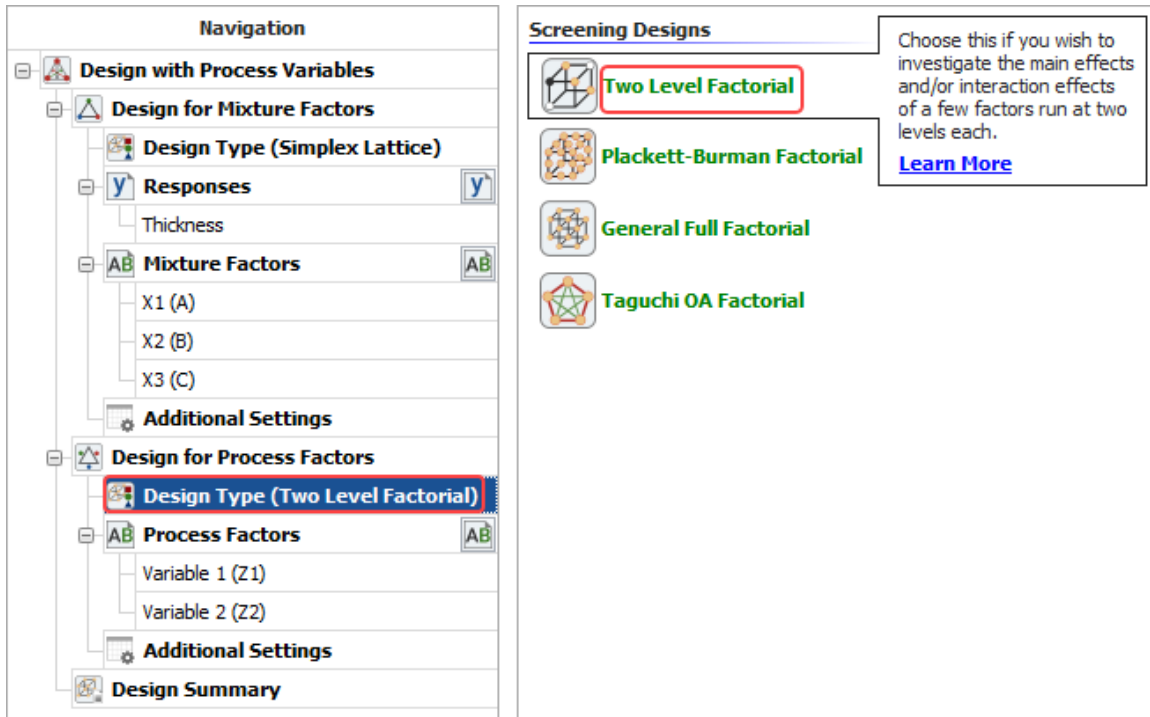 Navigation
Design with Process Variables
Design for Mixture Factors
Design Type (Simplex Lattice)
y Responses y
Thickness
AB Mixture Factors AB
X1 (A)
X2 (B)
X3 (C)
Additional Settings
Design for Process Factors
Design Type (Two Level Factorial)
AB Process Factors AB
Variable 1 (Z1)
Variable 2 (Z2)
Additional Settings
Design Summary
Screening Designs
Two Level Factorial
Plackett-Burman Factorial
General Full Factorial
Taguchi OA Factorial
Choose this if you wish to
investigate the main effects
and/or interaction effects
of a few factors run at two
levels each.
Learn More